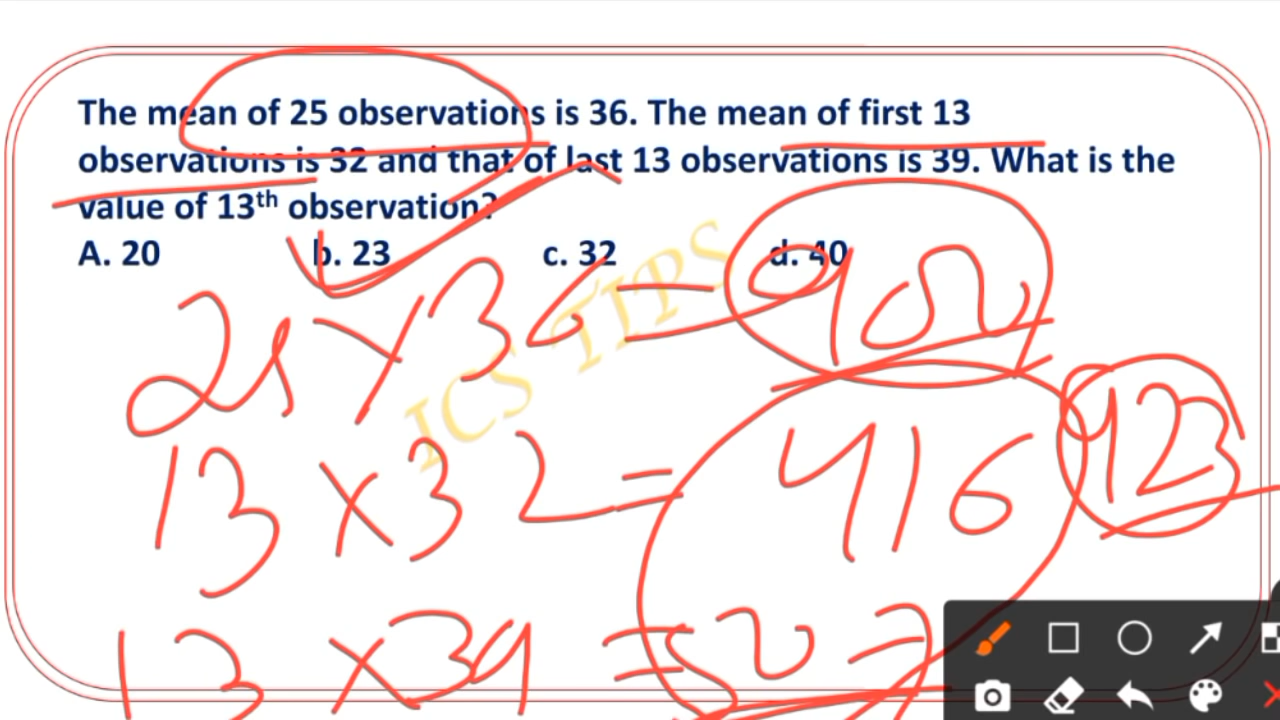 The mean of 25 observations is 36. The mean of first 13
observations is 32 and that of last 13 observations is 39. What is the
value of 13th observation?
A. 20 b. 23 c. 32 d. 40
ICS TIPS
25 X 36 = 900
13 X 32 = 416 923
13 X 39 = 507